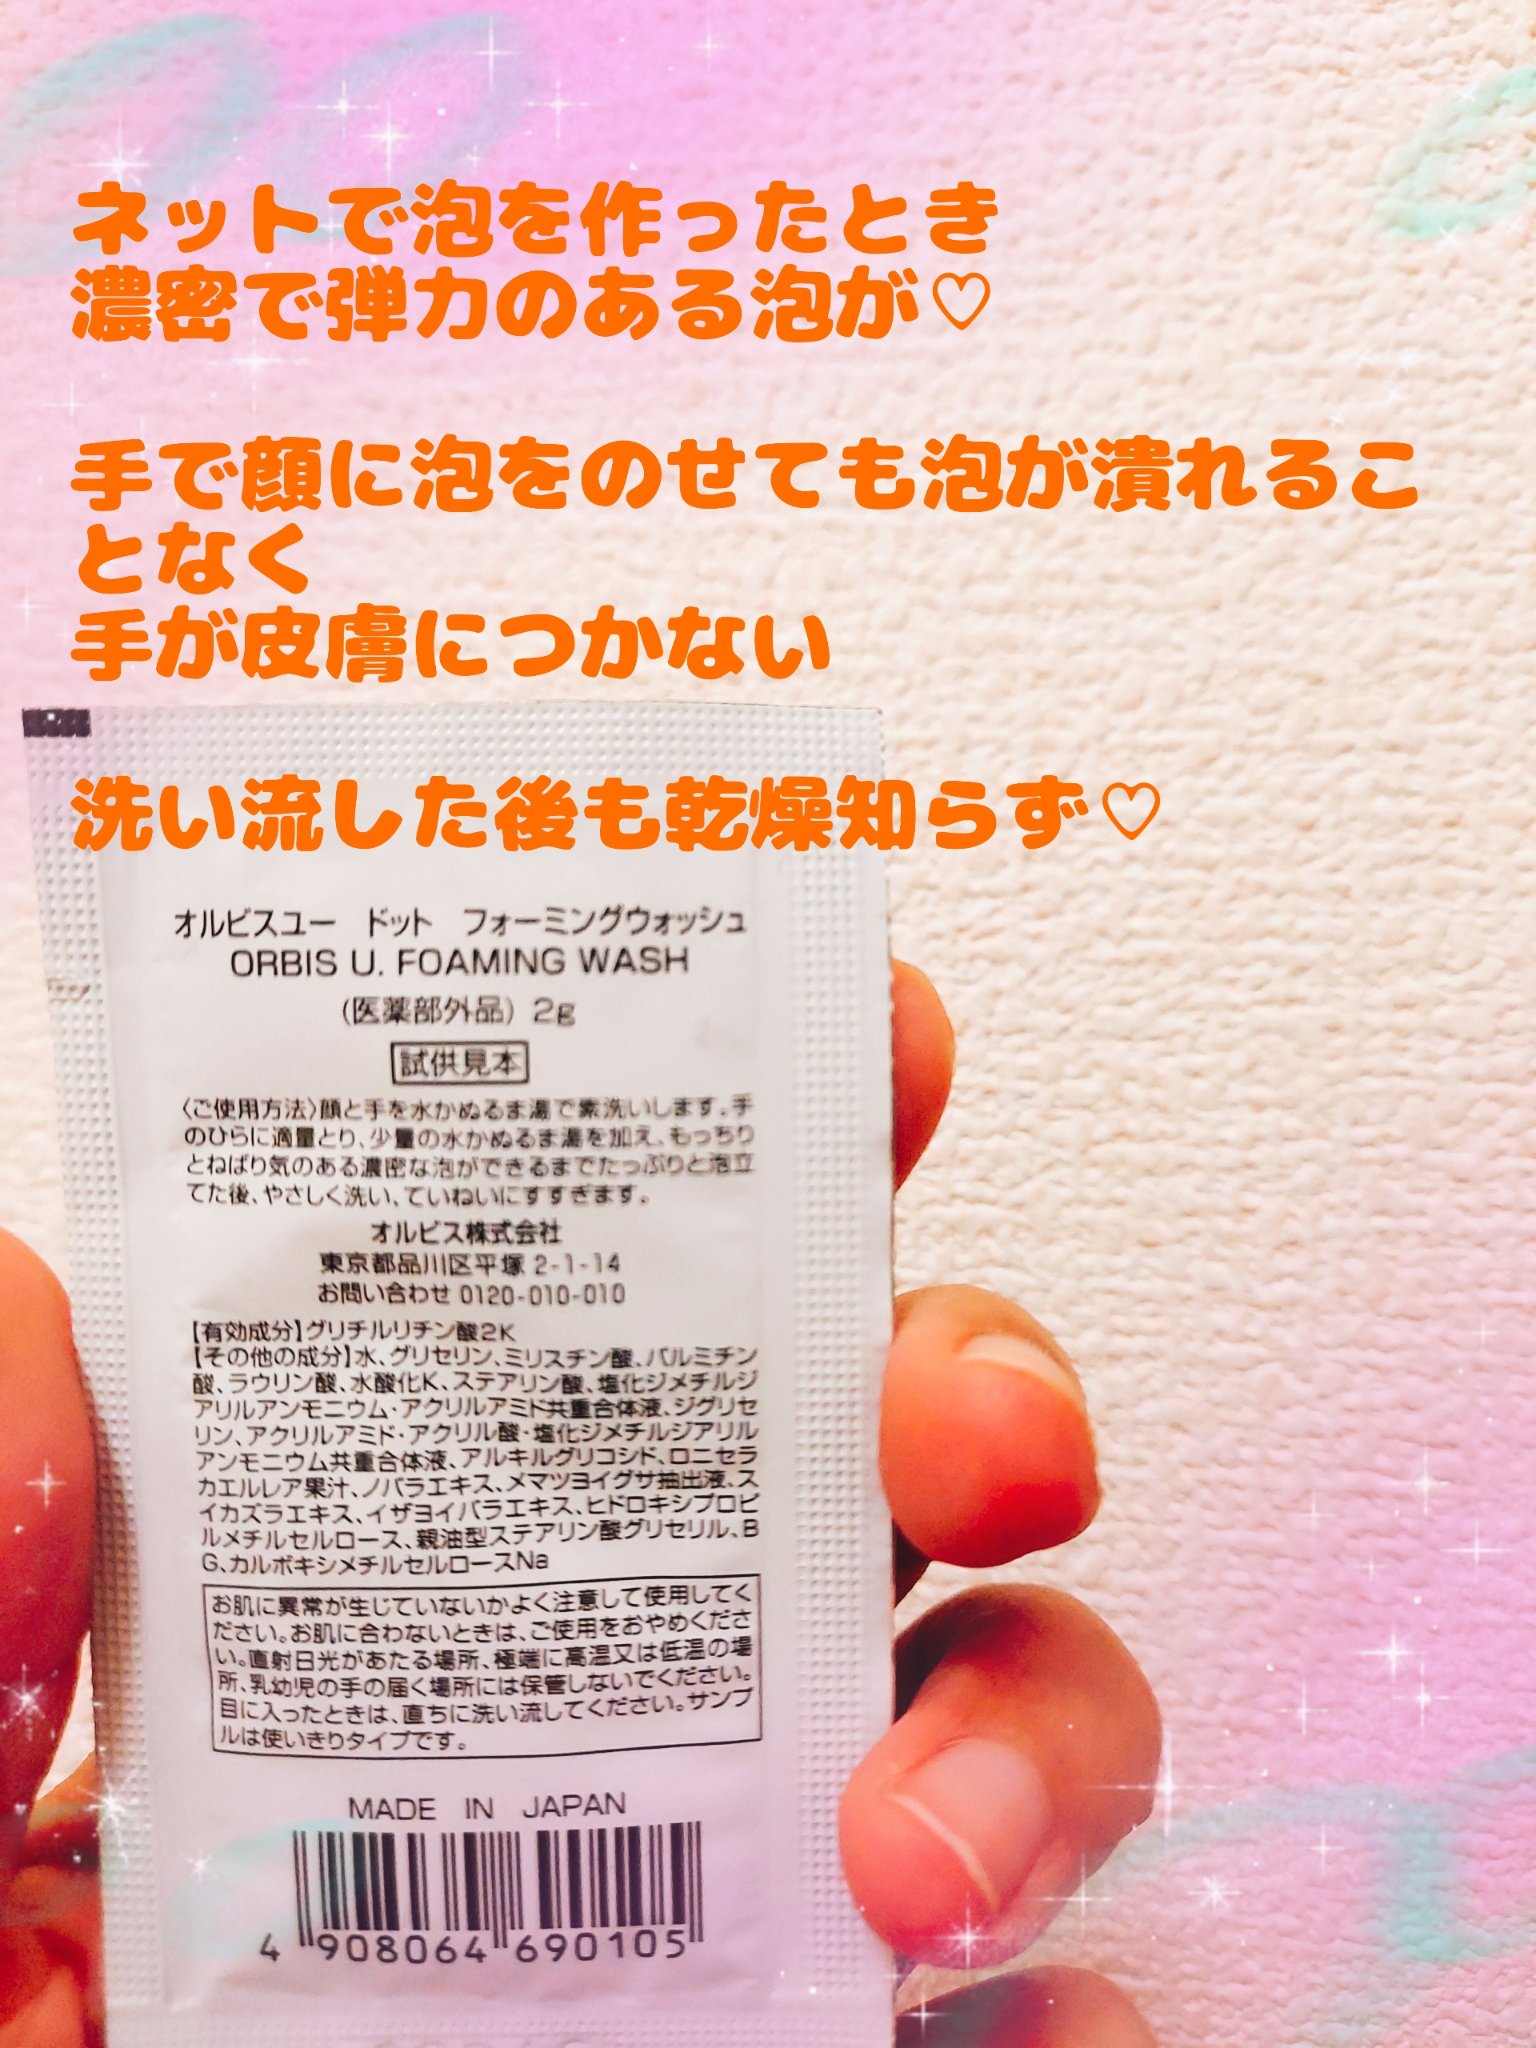 ネットで泡を作ったとき
濃密で弾力のある泡が♡
手で顔に泡をのせても泡が潰れるこ
となく
手が皮膚につかない
洗い流した後も乾燥知らず♡
オルビスユー ドット フォーミングウォッシュ
ORBIS U. FOAMING WASH
(医薬部外品) 2g
試供見本
〈ご使用方法〉顔と手を水かぬるま湯で素洗いします。手
のひらに適量とり、少量の水かぬるま湯を加え、もっちり
とねばり気のある濃密な泡ができるまでたっぷりと泡立
てた後、やさしく洗い、ていねいにすすぎます。
オルビス株式会社
東京都品川区平塚 2-1-14
お問い合わせ 0120-010-010
【有効成分】グリチルリチン酸2K
【その他の成分】水、グリセリン、ミリスチン酸、パルミチン
酸、ラウリン酸、水酸化K、ステアリン酸、塩化ジメチルジ
アリルアンモニウム・アクリルアミド共重合体液、ジグリセ
リン、アクリルアミド・アクリル酸・塩化ジメチルジアリル
アンモニウム共重合体液、アルキルグリコシド、ロニセラ
カエルレア果汁、ノバラエキス、メマツヨイグサ抽出液、ス
イカズラエキス、イザヨイバラエキス、ヒドロキシプロピ
ルメチルセルロース、親油型ステアリン酸グリセリル、B
G、カルボキシメチルセルロースNa
お肌に異常が生じていないかよく注意して使用してく
ださい。お肌に合わないときは、ご使用をおやめくださ
い。直射日光があたる場所、極端に高温又は低温の場
所、乳幼児の手の届く場所には保管しないでください。
目に入ったときは、直ちに洗い流してください。サンプ
ルは使いきりタイプです。
MADE IN JAPAN
4 908064 690105